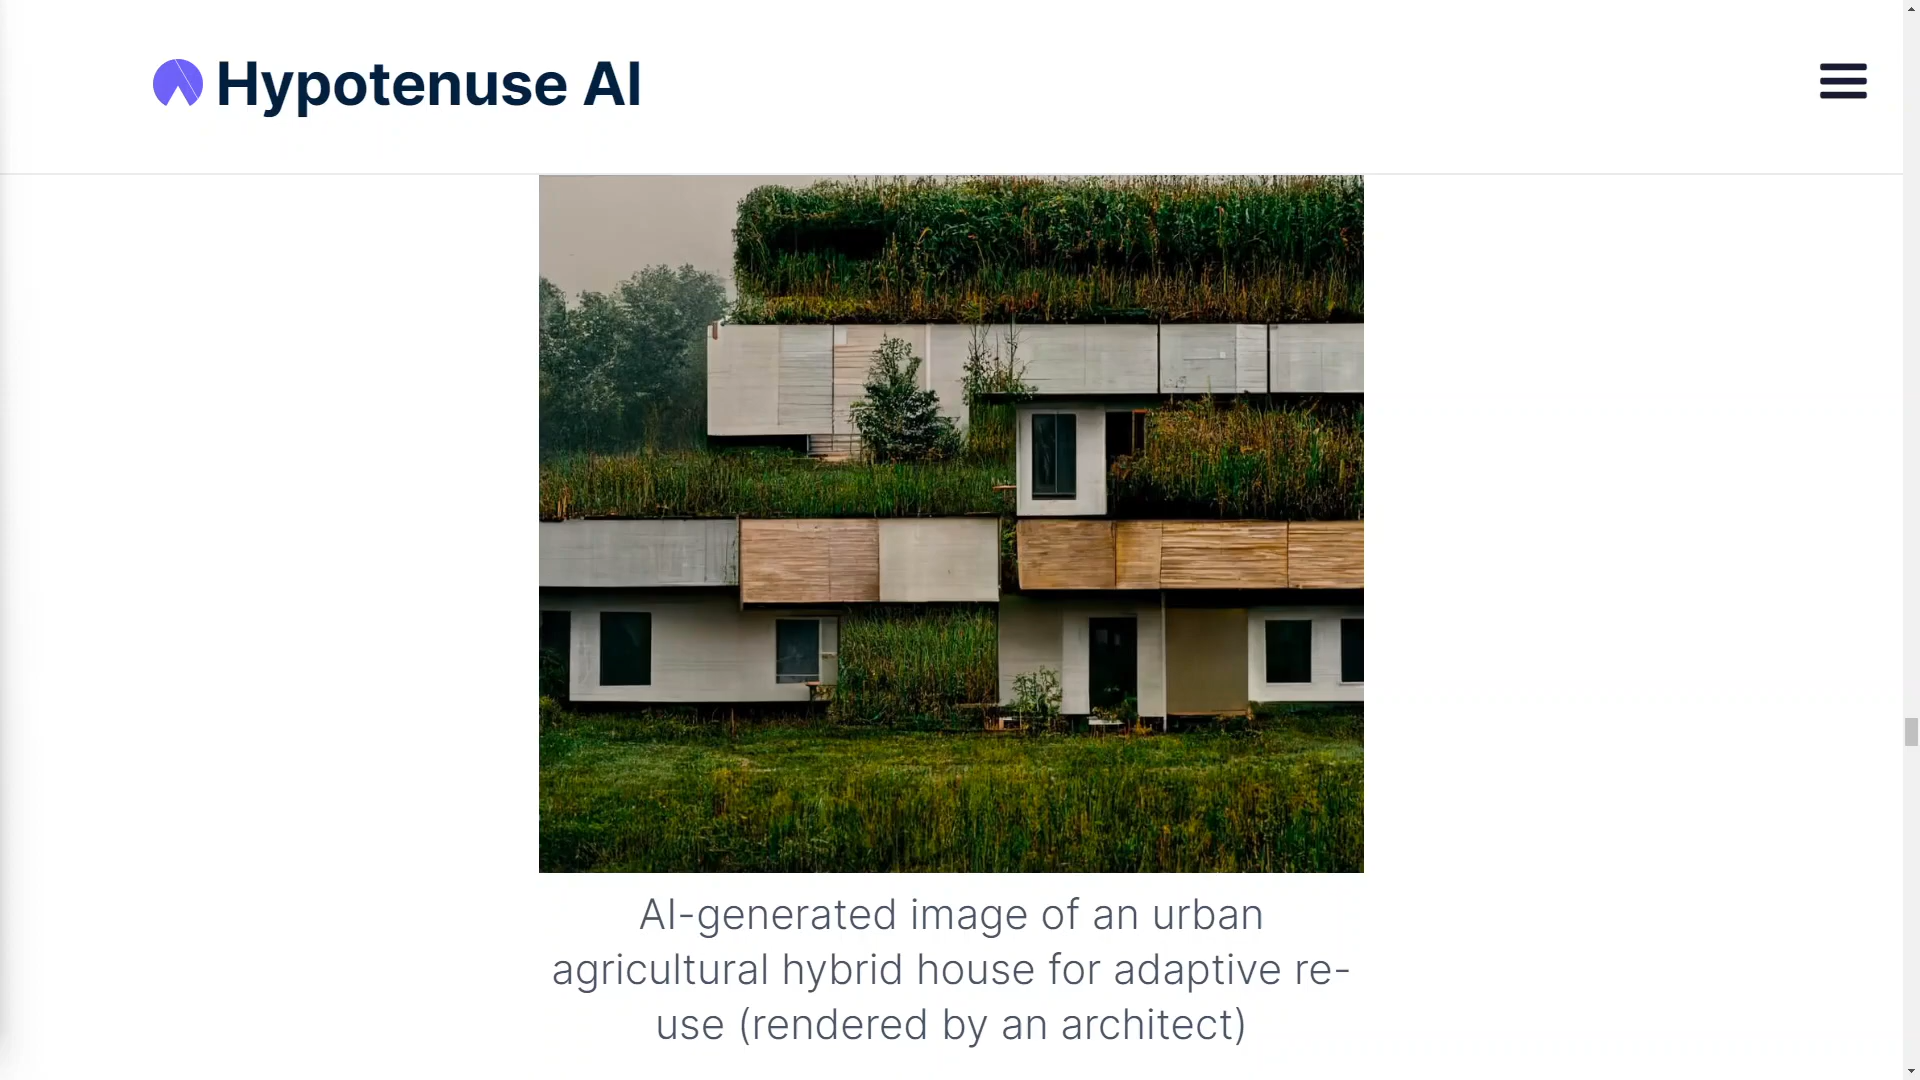 Hypotenuse AI
AI-generated image of an urban
agricultural hybrid house for adaptive re-
use (rendered by an architect)